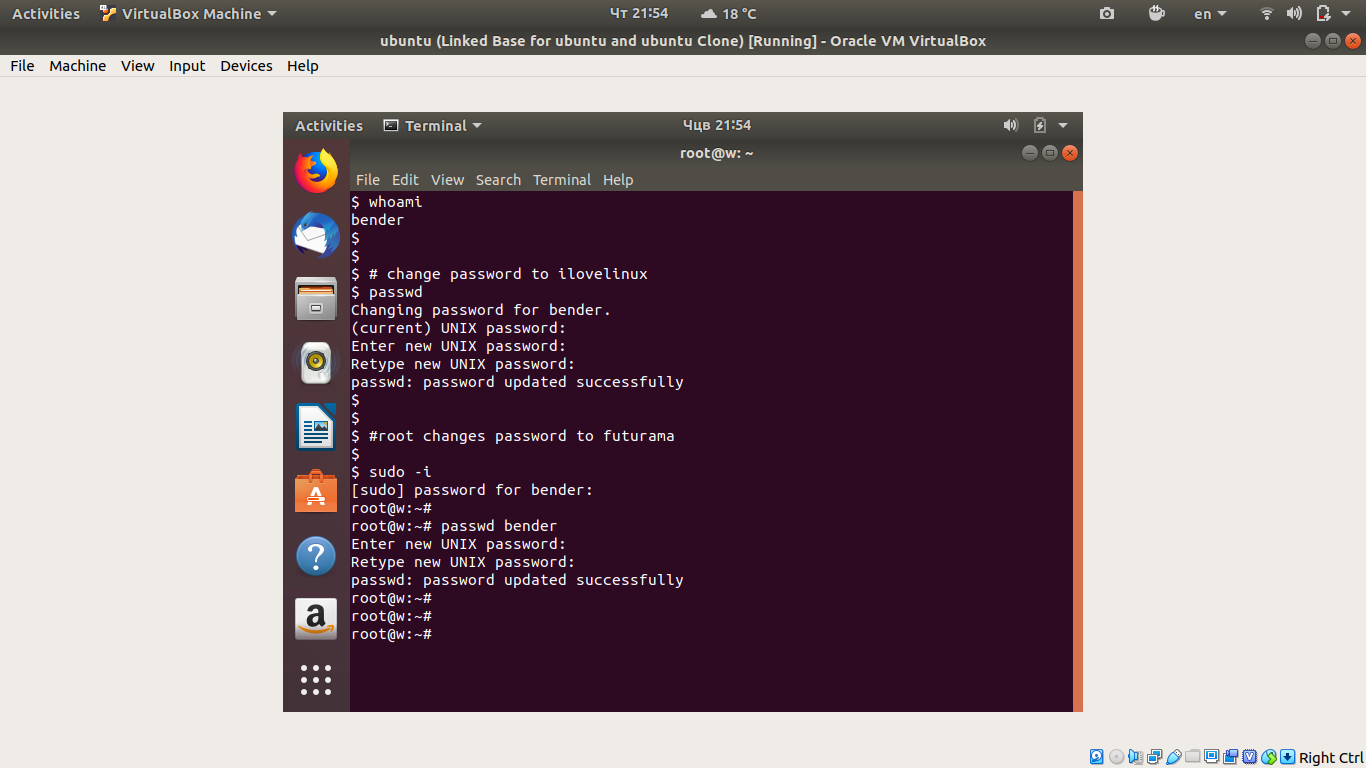 Activities VirtualBox Machine Чт 21:54 18 °C en
ubuntu (Linked Base for ubuntu and ubuntu Clone) [Running] - Oracle VM VirtualBox
File Machine View Input Devices Help
Activities Terminal Чцв 21:54
root@w: ~
File Edit View Search Terminal Help
$ whoami
bender
$
$
$ # change password to ilovelinux
$ passwd
Changing password for bender.
(current) UNIX password:
Enter new UNIX password:
Retype new UNIX password:
passwd: password updated successfully
$
$
$ #root changes password to futurama
$
$ sudo -i
[sudo] password for bender:
root@w:~#
root@w:~# passwd bender
Enter new UNIX password:
Retype new UNIX password:
passwd: password updated successfully
root@w:~#
root@w:~#
root@w:~#
Right Ctrl